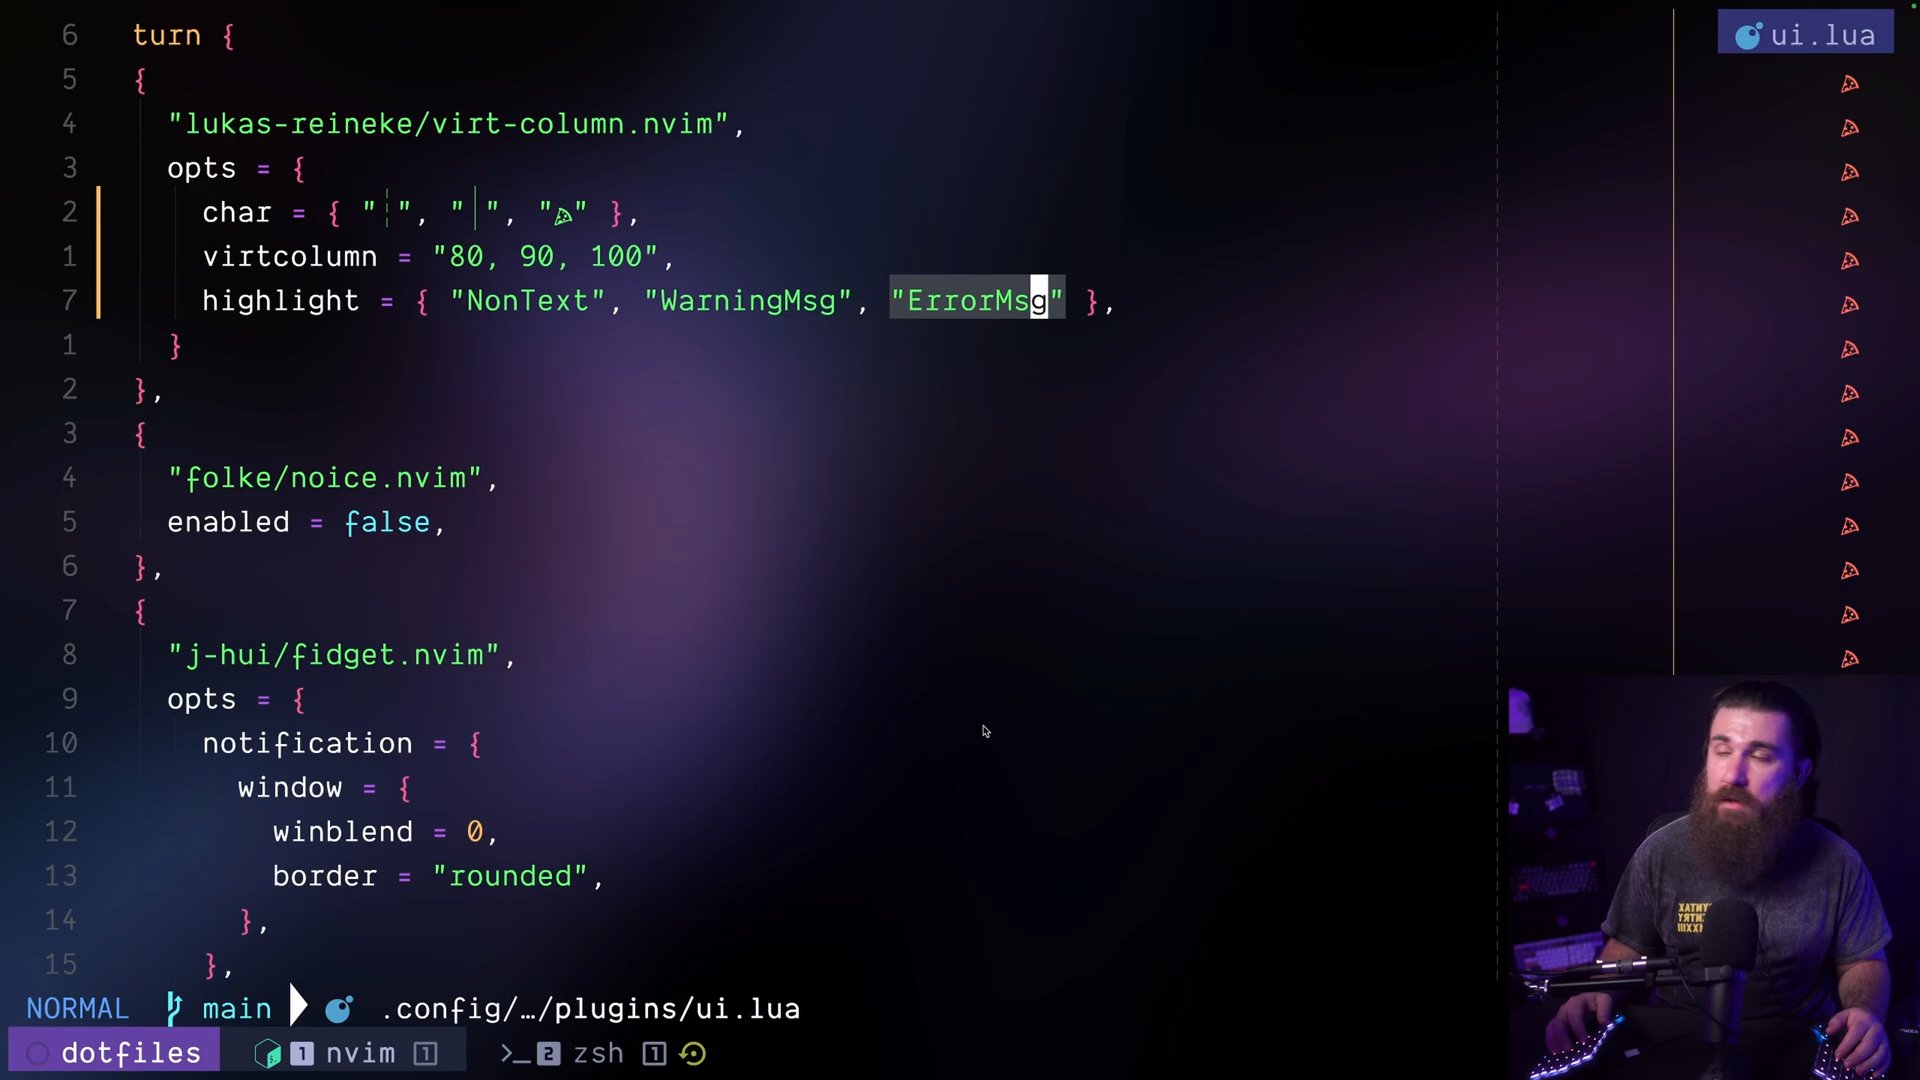 6 turn {
ui.lua
5 {
4 "lukas-reineke/virt-column.nvim",
3 opts = {
2 char = { "┊", "│", "" },
1 virtcolumn = "80, 90, 100",
7 highlight = { "NonText", "WarningMsg", "ErrorMsg" },
1 }
2 },
3 {
4 "folke/noice.nvim",
5 enabled = false,
6 },
7 {
8 "j-hui/fidget.nvim",
9 opts = {
10 notification = {
11 window = {
12 winblend = 0,
13 border = "rounded",
14 },
15 },
NORMAL main .config/…/plugins/ui.lua
dotfiles 1 nvim 1 >_ 2 zsh 1